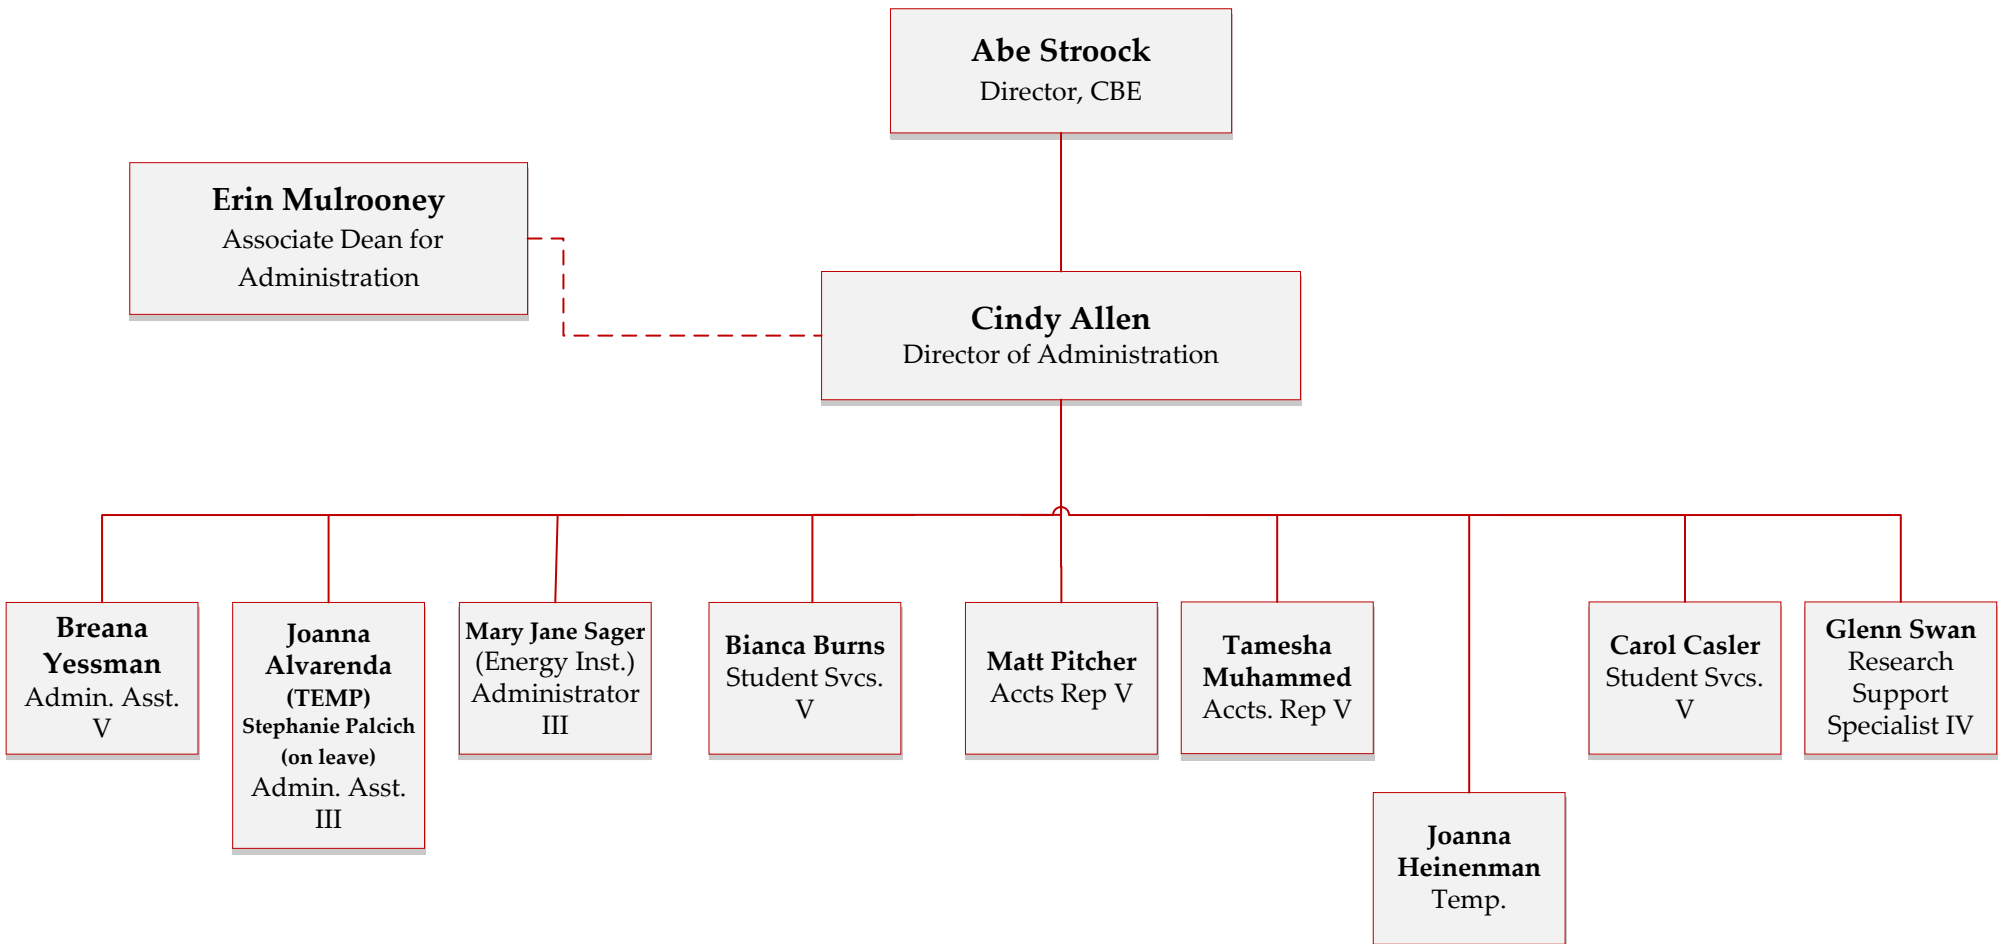 Abe Stroock
Director, CBE
Erin Mulrooney
Associate Dean for
Administration
Cindy Allen
Director of Administration
Breana
Yessman
Admin. Asst.
V
Joanna
Alvarenda
(TEMP)
Stephanie Palcich
(on leave)
Admin. Asst.
III
Mary Jane Sager
(Energy Inst.)
Administrator
III
Bianca Burns
Student Svcs.
V
Matt Pitcher
Accts Rep V
Tamesha
Muhammed
Accts. Rep V
Joanna
Heinenman
Temp.
Carol Casler
Student Svcs.
V
Glenn Swan
Research
Support
Specialist IV